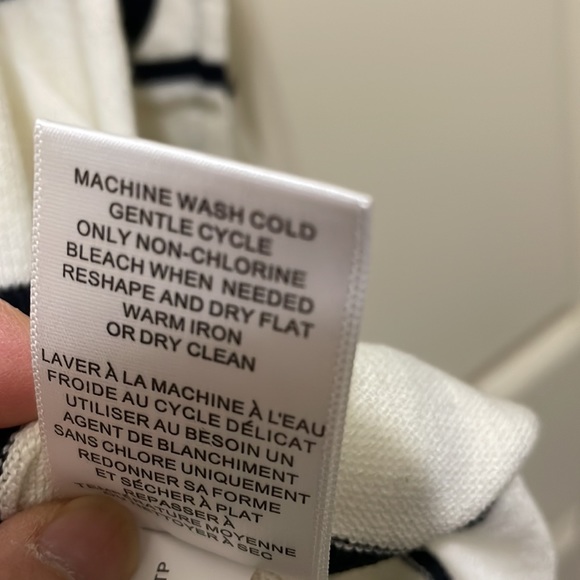 MACHINE WASH COLD
GENTLE CYCLE
ONLY NON-CHLORINE
BLEACH WHEN NEEDED
RESHAPE AND DRY FLAT
WARM IRON
OR DRY CLEAN
LAVER À LA MACHINE À L'EAU
FROIDE AU CYCLE DÉLICAT
UTILISER AU BESOIN UN
AGENT DE BLANCHIMENT
SANS CHLORE UNIQUEMENT
REDONNER SA FORME
ET SÉCHER À PLAT
REPASSER À
MOYENNE
À SEC
TP